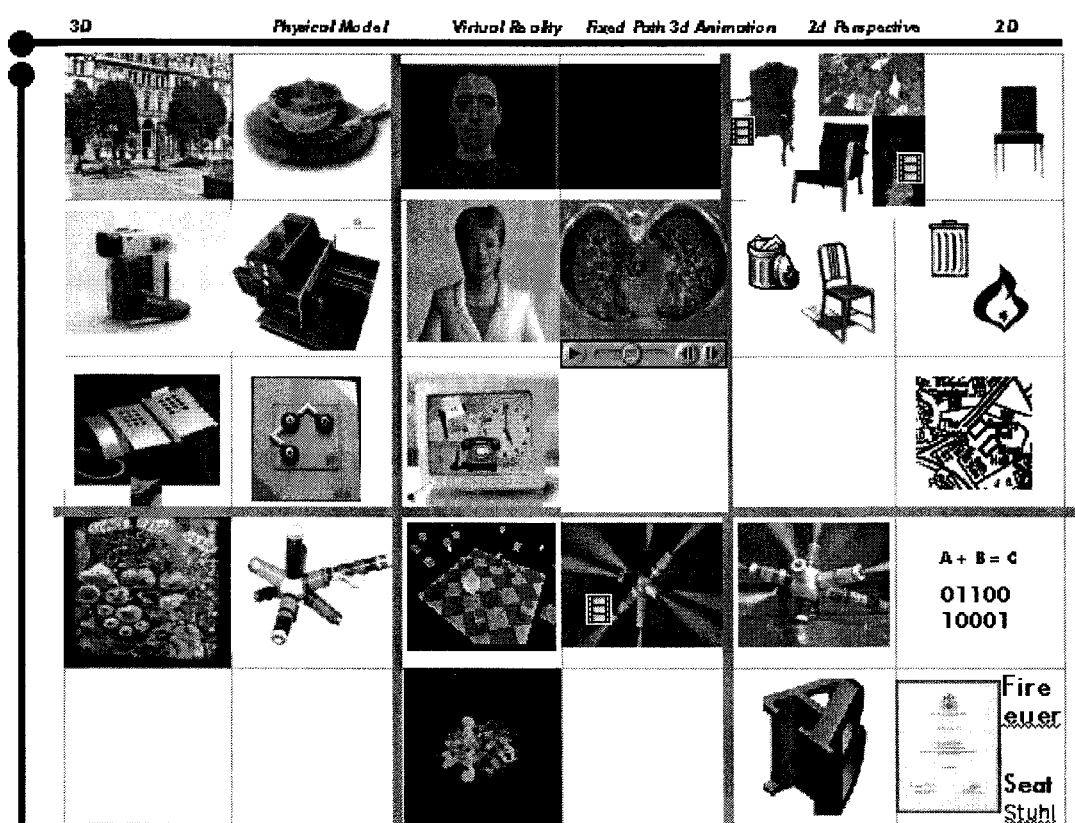 3D Physical Model Virtual Reality Fixed Path 3d Animation 2d Perspective 2D
A + B = C
01100
10001
Fire
euer
Seat
Stuhl